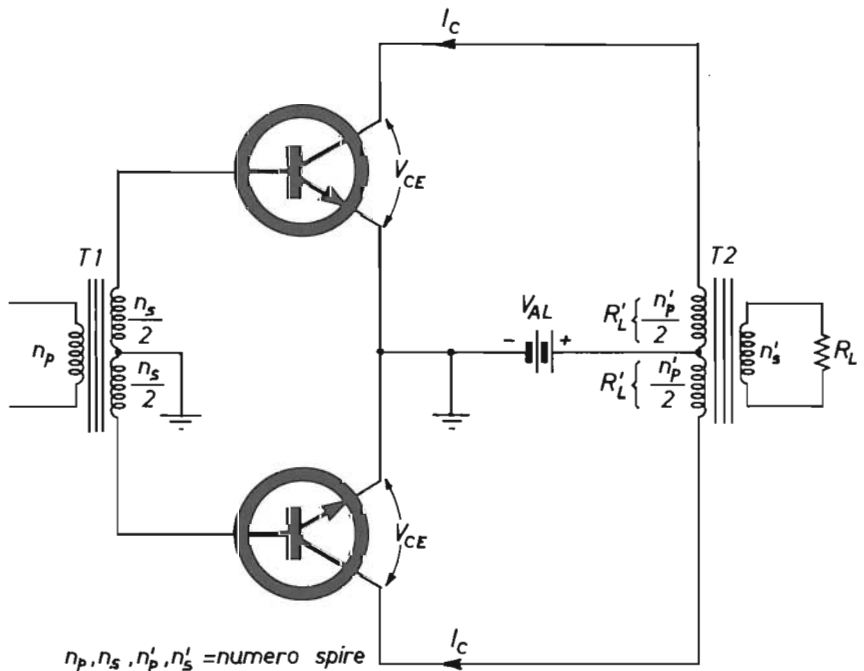 I_C
V_CE
T1
T2
n_s/2
n_s/2
n_p
V_AL
- +
R'_L { n'_p/2
R'_L { n'_p/2
n'_s
R_L
V_CE
I_C
n_p, n_s, n'_p, n'_s = numero spire